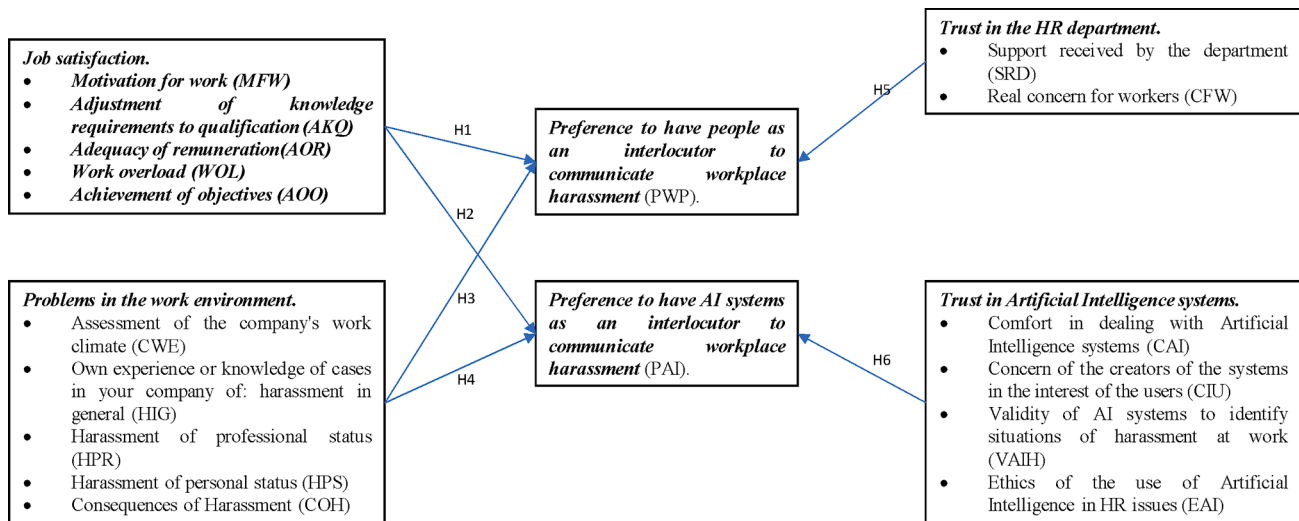 Job satisfaction.
• Motivation for work (MFW)
• Adjustment of knowledge
requirements to qualification (AKQ)
• Adequacy of remuneration(AOR)
• Work overload (WOL)
• Achievement of objectives (AOO)
Problems in the work environment.
• Assessment of the company's work
climate (CWE)
• Own experience or knowledge of cases
in your company of: harassment in
general (HIG)
• Harassment of professional status
(HPR)
• Harassment of personal status (HPS)
• Consequences of Harassment (COH)
H1
H2
H3
H4
Preference to have people as
an interlocutor to
communicate workplace
harassment (PWP).
Preference to have AI systems
as an interlocutor to
communicate workplace
harassment (PAI).
H5
H6
Trust in the HR department.
• Support received by the department
(SRD)
• Real concern for workers (CFW)
Trust in Artificial Intelligence systems.
• Comfort in dealing with Artificial
Intelligence systems (CAI)
• Concern of the creators of the systems
in the interest of the users (CIU)
• Validity of AI systems to identify
situations of harassment at work
(VAIH)
• Ethics of the use of Artificial
Intelligence in HR issues (EAI)